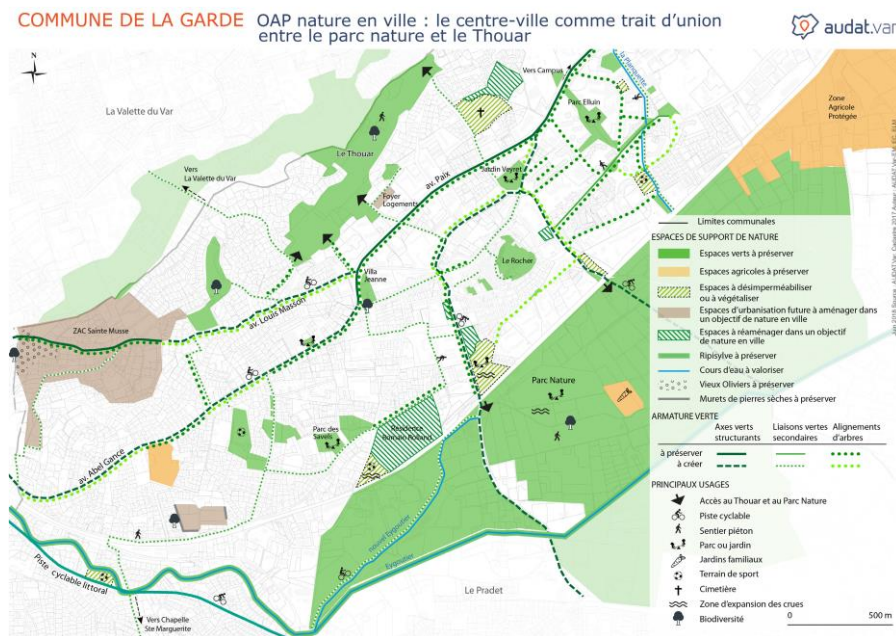 COMMUNE DE LA GARDE OAP nature en ville : le centre-ville comme trait d'union
entre le parc nature et le Thouar
audat.var
N
La Valette du Var
Vers Campus
la Planquette
Parc Elluin
Zone
Agricole
Protégée
Le Thouar
Vers
La Valette du Var
av. Paix
Jardin Veyret
Foyer
Logements
Le Rocher
Villa
Jeanne
ZAC Sainte Musse
av. Louis Masson
Parc Nature
Parc des
Savels
Résidence
Romain Rolland
av. Abel Gance
nouvel Eygoutier
Eygoutier
Piste cyclable littoral
Le Pradet
Vers Chapelle
Ste Marguerite
Limites communales
ESPACES DE SUPPORT DE NATURE
Espaces verts à préserver
Espaces agricoles à préserver
Espaces à désimperméabiliser
ou à végétaliser
Espaces d'urbanisation future à aménager dans
un objectif de nature en ville
Espaces à réaménager dans un objectif
de nature en ville
Ripisylve à préserver
Cours d'eau à valoriser
Vieux Oliviers à préserver
Murets de pierres sèches à préserver
ARMATURE VERTE
Axes verts
structurants
Liaisons vertes
secondaires
Alignements
d'arbres
à préserver
à créer
PRINCIPAUX USAGES
Accès au Thouar et au Parc Nature
Piste cyclable
Sentier piéton
Parc ou jardin
Jardins familiaux
Terrain de sport
Cimetière
Zone d'expansion des crues
Biodiversité
0 500 m